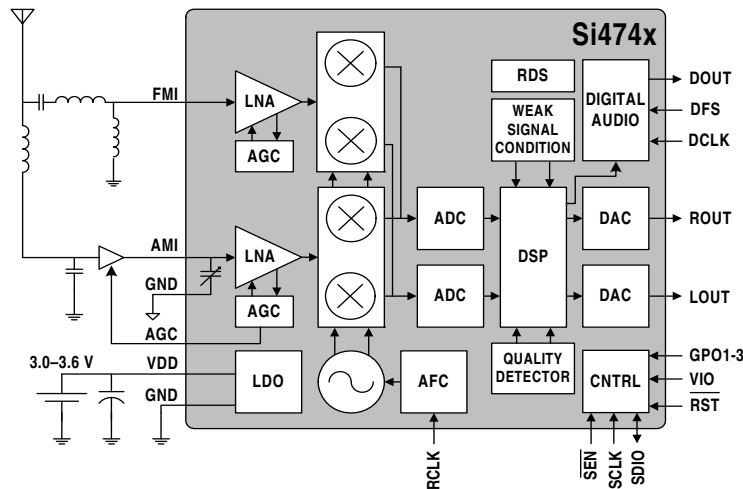 Si474x
FMI
LNA
AGC
RDS
WEAK
SIGNAL
CONDITION
DIGITAL
AUDIO
DOUT
DFS
DCLK
AMI
GND
LNA
AGC
AGC
ADC
ADC
DSP
DAC
DAC
ROUT
LOUT
3.0–3.6 V
VDD
GND
LDO
AFC
QUALITY
DETECTOR
CNTRL
GPO1-3
VIO
RST
RCLK
SEN
SCLK
SDIO